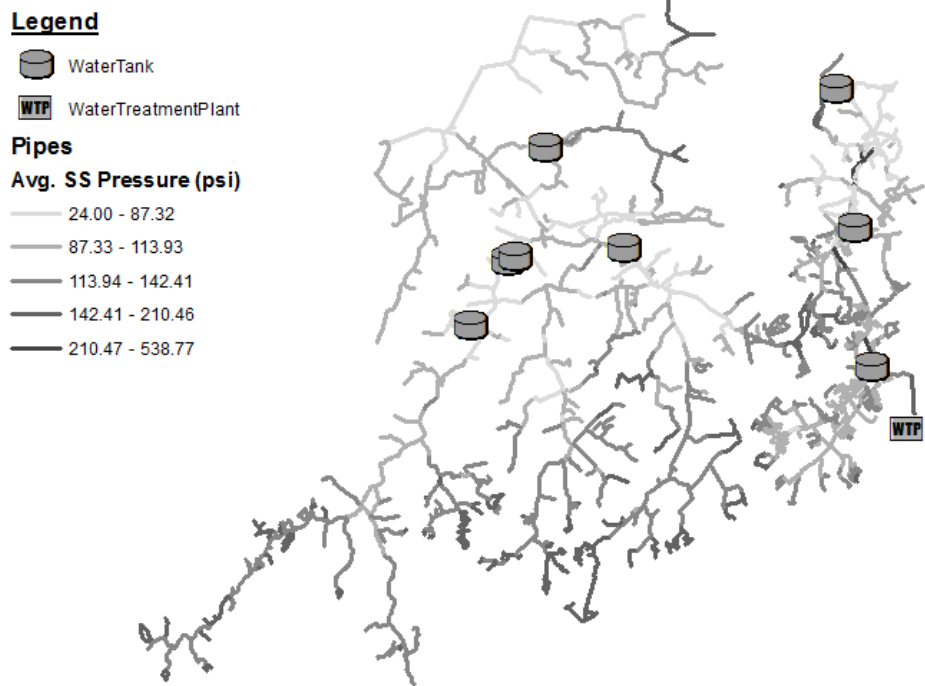 Legend
WaterTank
WTP WaterTreatmentPlant
Pipes
Avg. SS Pressure (psi)
24.00 - 87.32
87.33 - 113.93
113.94 - 142.41
142.41 - 210.46
210.47 - 538.77
WTP